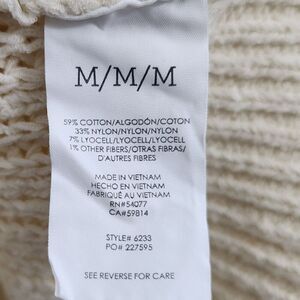 M/M/M
59% COTTON/ALGODÓN/COTON
33% NYLON/NYLON/NYLON
7% LYOCELL/LYOCELL/LYOCELL
1% OTHER FIBERS/OTRAS FIBRAS/
D'AUTRES FIBRES
MADE IN VIETNAM
HECHO EN VIETNAM
FABRIQUÉ AU VIETNAM
RN#54077
CA#59814
STYLE# 6233
PO# 227595
SEE REVERSE FOR CARE